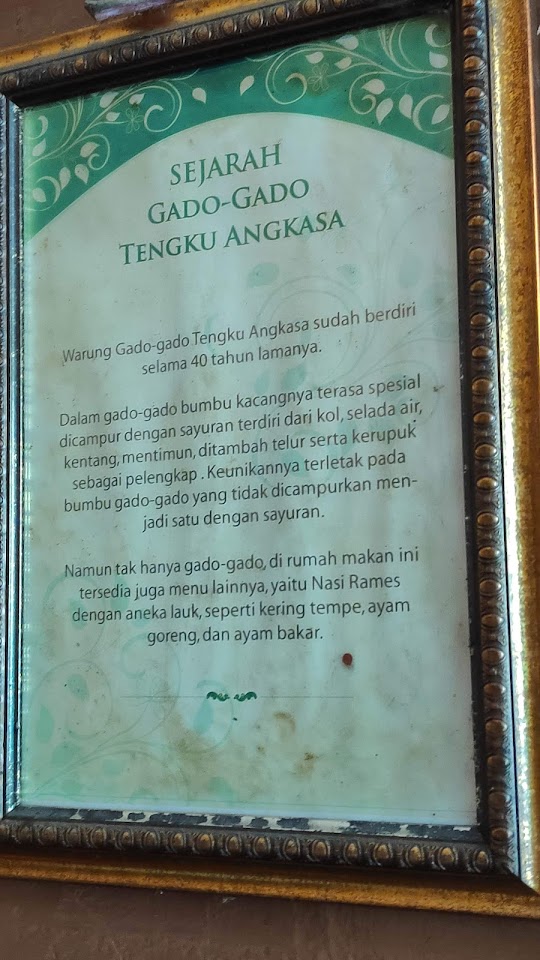 SEJARAH
GADO-GADO
TENGKU ANGKASA
Warung Gado-gado Tengku Angkasa sudah berdiri
selama 40 tahun lamanya.
Dalam gado-gado bumbu kacangnya terasa spesial
dicampur dengan sayuran terdiri dari kol, selada air,
kentang, mentimun, ditambah telur serta kerupuk
sebagai pelengkap . Keunikannya terletak pada
bumbu gado-gado yang tidak dicampurkan men-
jadi satu dengan sayuran.
Namun tak hanya gado-gado, di rumah makan ini
tersedia juga menu lainnya, yaitu Nasi Rames
dengan aneka lauk, seperti kering tempe, ayam
goreng, dan ayam bakar.